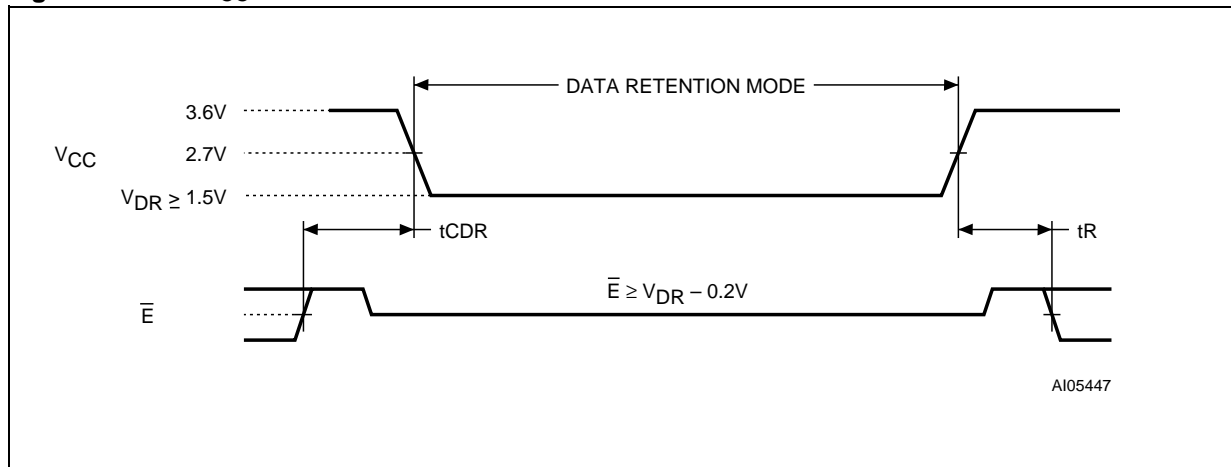 DATA RETENTION MODE
3.6V
VCC
2.7V
VDR ≥ 1.5V
tCDR
tR
E̅ ≥ VDR – 0.2V
E̅
AI05447